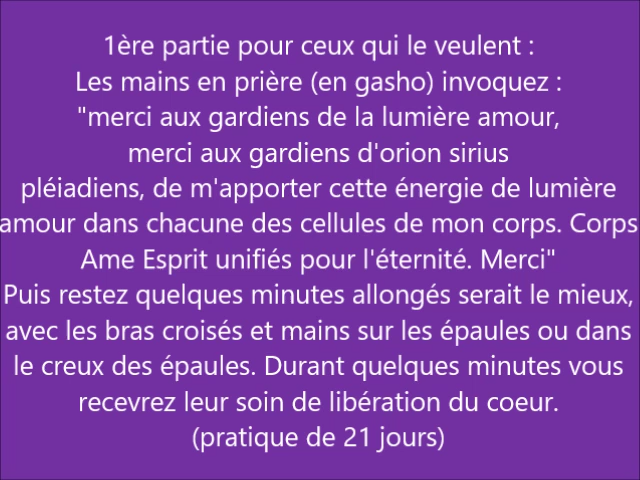 1ère partie pour ceux qui le veulent :
Les mains en prière (en gasho) invoquez :
"merci aux gardiens de la lumière amour,
merci aux gardiens d'orion sirius
pléiadiens, de m'apporter cette énergie de lumière
amour dans chacune des cellules de mon corps. Corps
Ame Esprit unifiés pour l'éternité. Merci"
Puis restez quelques minutes allongés serait le mieux,
avec les bras croisés et mains sur les épaules ou dans
le creux des épaules. Durant quelques minutes vous
recevrez leur soin de libération du coeur.
(pratique de 21 jours)